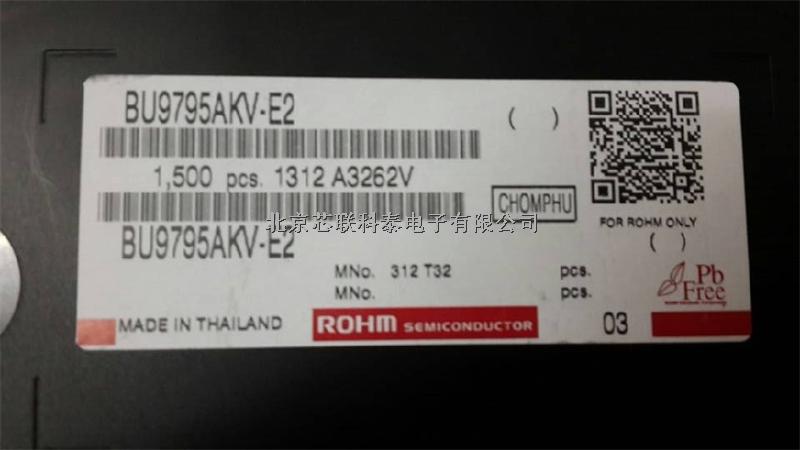 BU9795AKV-E2
( )
1,500 pcs. 1312 A3262V
CHOMPHU
FOR ROHM ONLY
北京芯联科泰电子有限公司
BU9795AKV-E2
( )
MNo. 312 T32 pcs.
MNo. pcs.
Pb
Free
MADE IN THAILAND
ROHM SEMICONDUCTOR
03